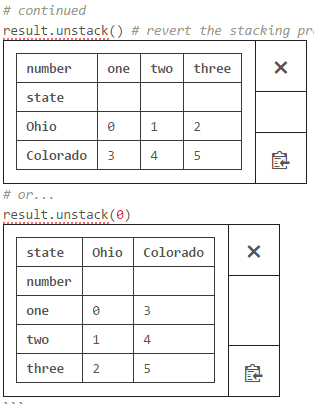 # continued
result.unstack() # revert the stacking pr
number one two three
state
Ohio 0 1 2
Colorado 3 4 5
# or...
result.unstack(0)
state Ohio Colorado
number
one 0 3
two 1 4
three 2 5
```